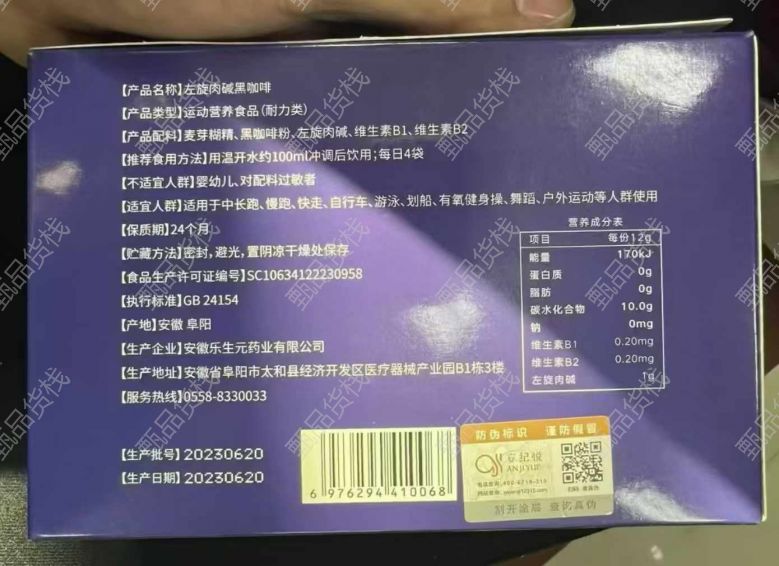 【产品名称】左旋肉碱黑咖啡
【产品类型】运动营养食品(耐力类)
【产品配料】麦芽糊精、黑咖啡粉、左旋肉碱、维生素B1、维生素B2
【推荐食用方法】用温开水约100ml冲调后饮用;每日4袋
【不适宜人群】婴幼儿、对配料过敏者
【适宜人群】适用于中长跑、慢跑、快走、自行车、游泳、划船、有氧健身操、舞蹈、户外运动等人群使用
【保质期】24个月
【贮藏方法】密封,避光,置阴凉干燥处保存
【食品生产许可证编号】SC10634122230958
【执行标准】GB 24154
【产地】安徽 阜阳
【生产企业】安徽乐生元药业有限公司
【生产地址】安徽省阜阳市太和县经济开发区医疗器械产业园B1栋3楼
【服务热线】0558-8330033
营养成分表
项目 每份12g
能量 170kJ
蛋白质 0g
脂肪 0g
碳水化合物 10.0g
钠 0mg
维生素B1 0.20mg
维生素B2 0.20mg
左旋肉碱 1g
【生产批号】20230620
【生产日期】20230620
6 976294 410068
防伪标识 谨防假冒
ANJIYUE
刮开涂层 查询真伪
甄品货栈